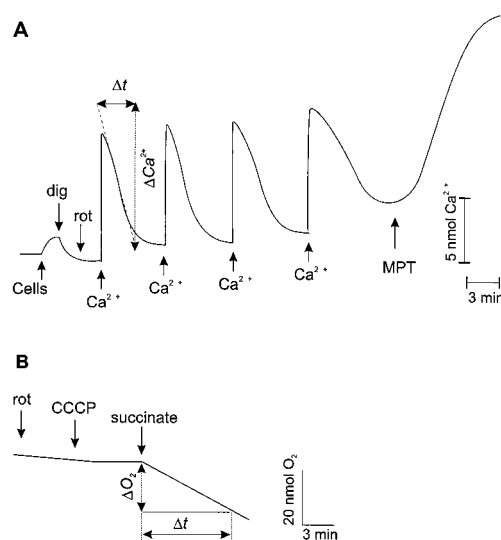 A
Δt
ΔCa²⁺
dig
rot
Cells
Ca²⁺
Ca²⁺
Ca²⁺
Ca²⁺
MPT
5 nmol Ca²⁺
3 min
B
rot
CCCP
succinate
ΔO₂
Δt
20 nmol O₂
3 min